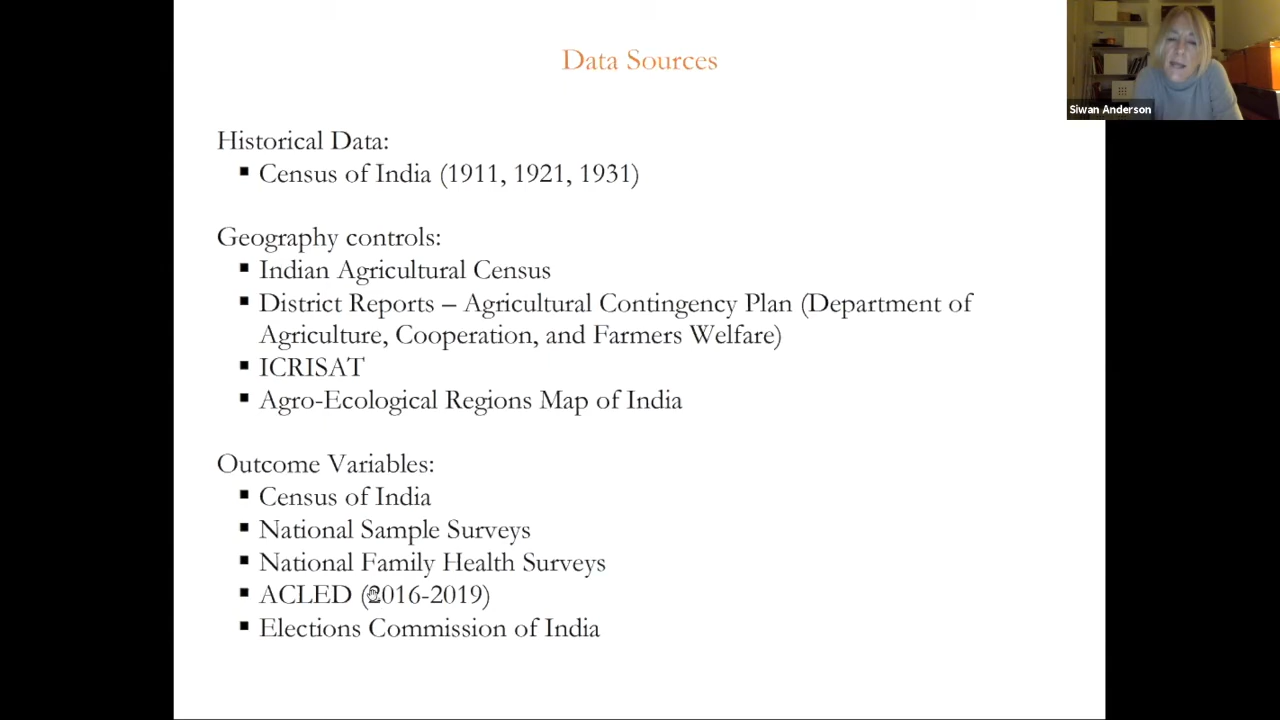 Data Sources
Siwan Anderson
Historical Data:
▪ Census of India (1911, 1921, 1931)
Geography controls:
▪ Indian Agricultural Census
▪ District Reports – Agricultural Contingency Plan (Department of
Agriculture, Cooperation, and Farmers Welfare)
▪ ICRISAT
▪ Agro-Ecological Regions Map of India
Outcome Variables:
▪ Census of India
▪ National Sample Surveys
▪ National Family Health Surveys
▪ ACLED (2016-2019)
▪ Elections Commission of India